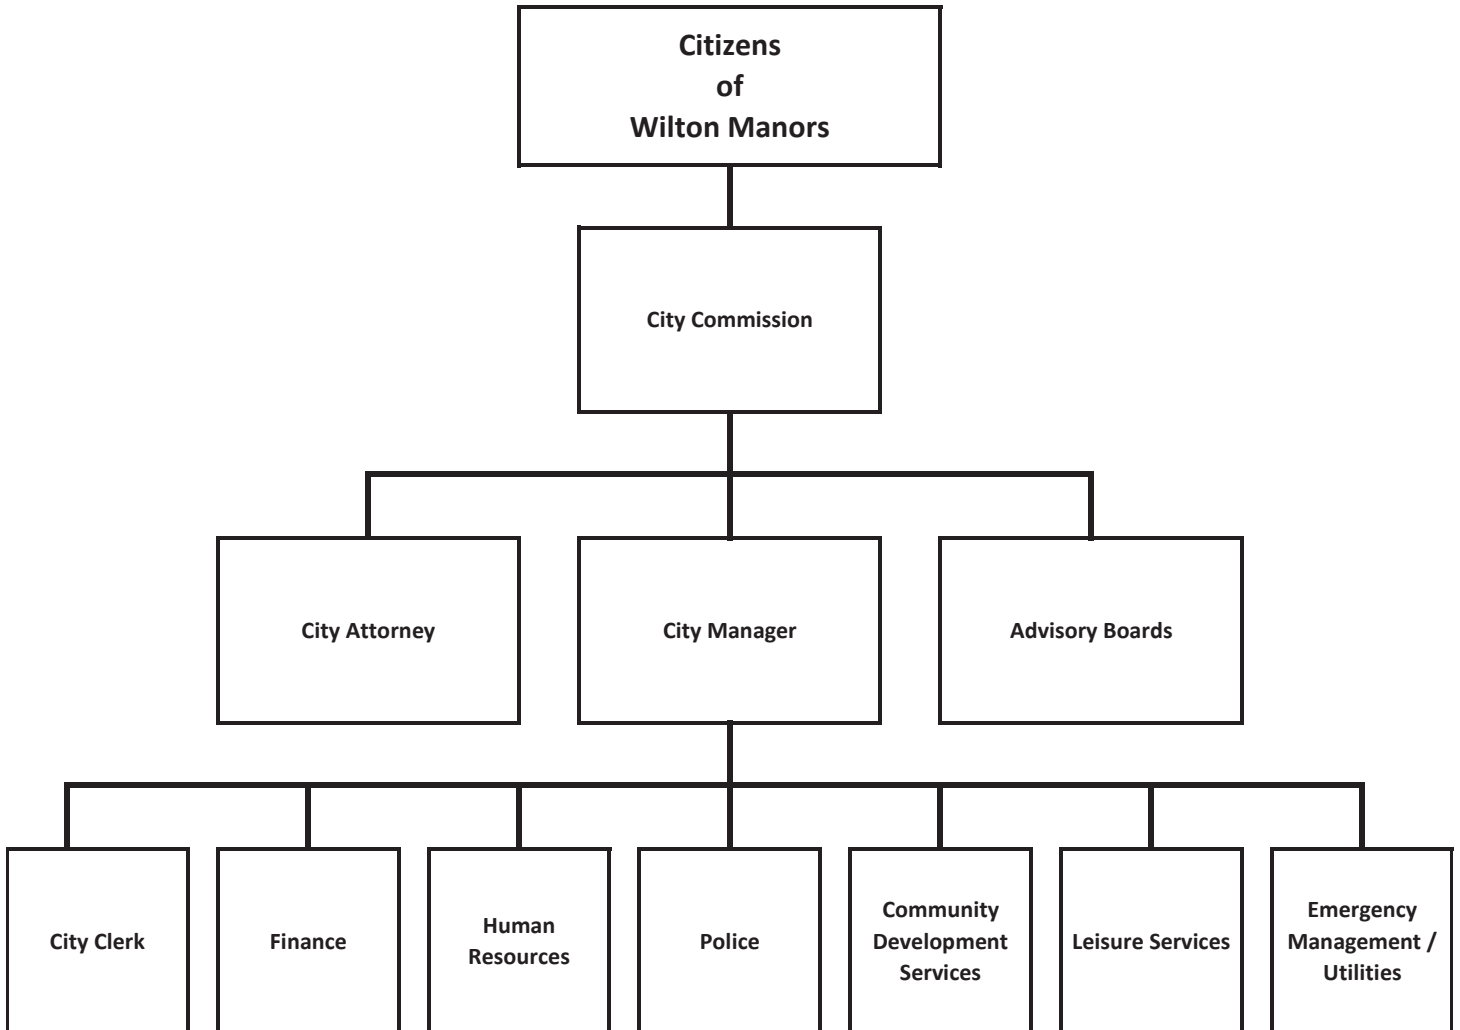 Citizens
of
Wilton Manors
City Commission
City Attorney
City Manager
Advisory Boards
City Clerk
Finance
Human
Resources
Police
Community
Development
Services
Leisure Services
Emergency
Management /
Utilities